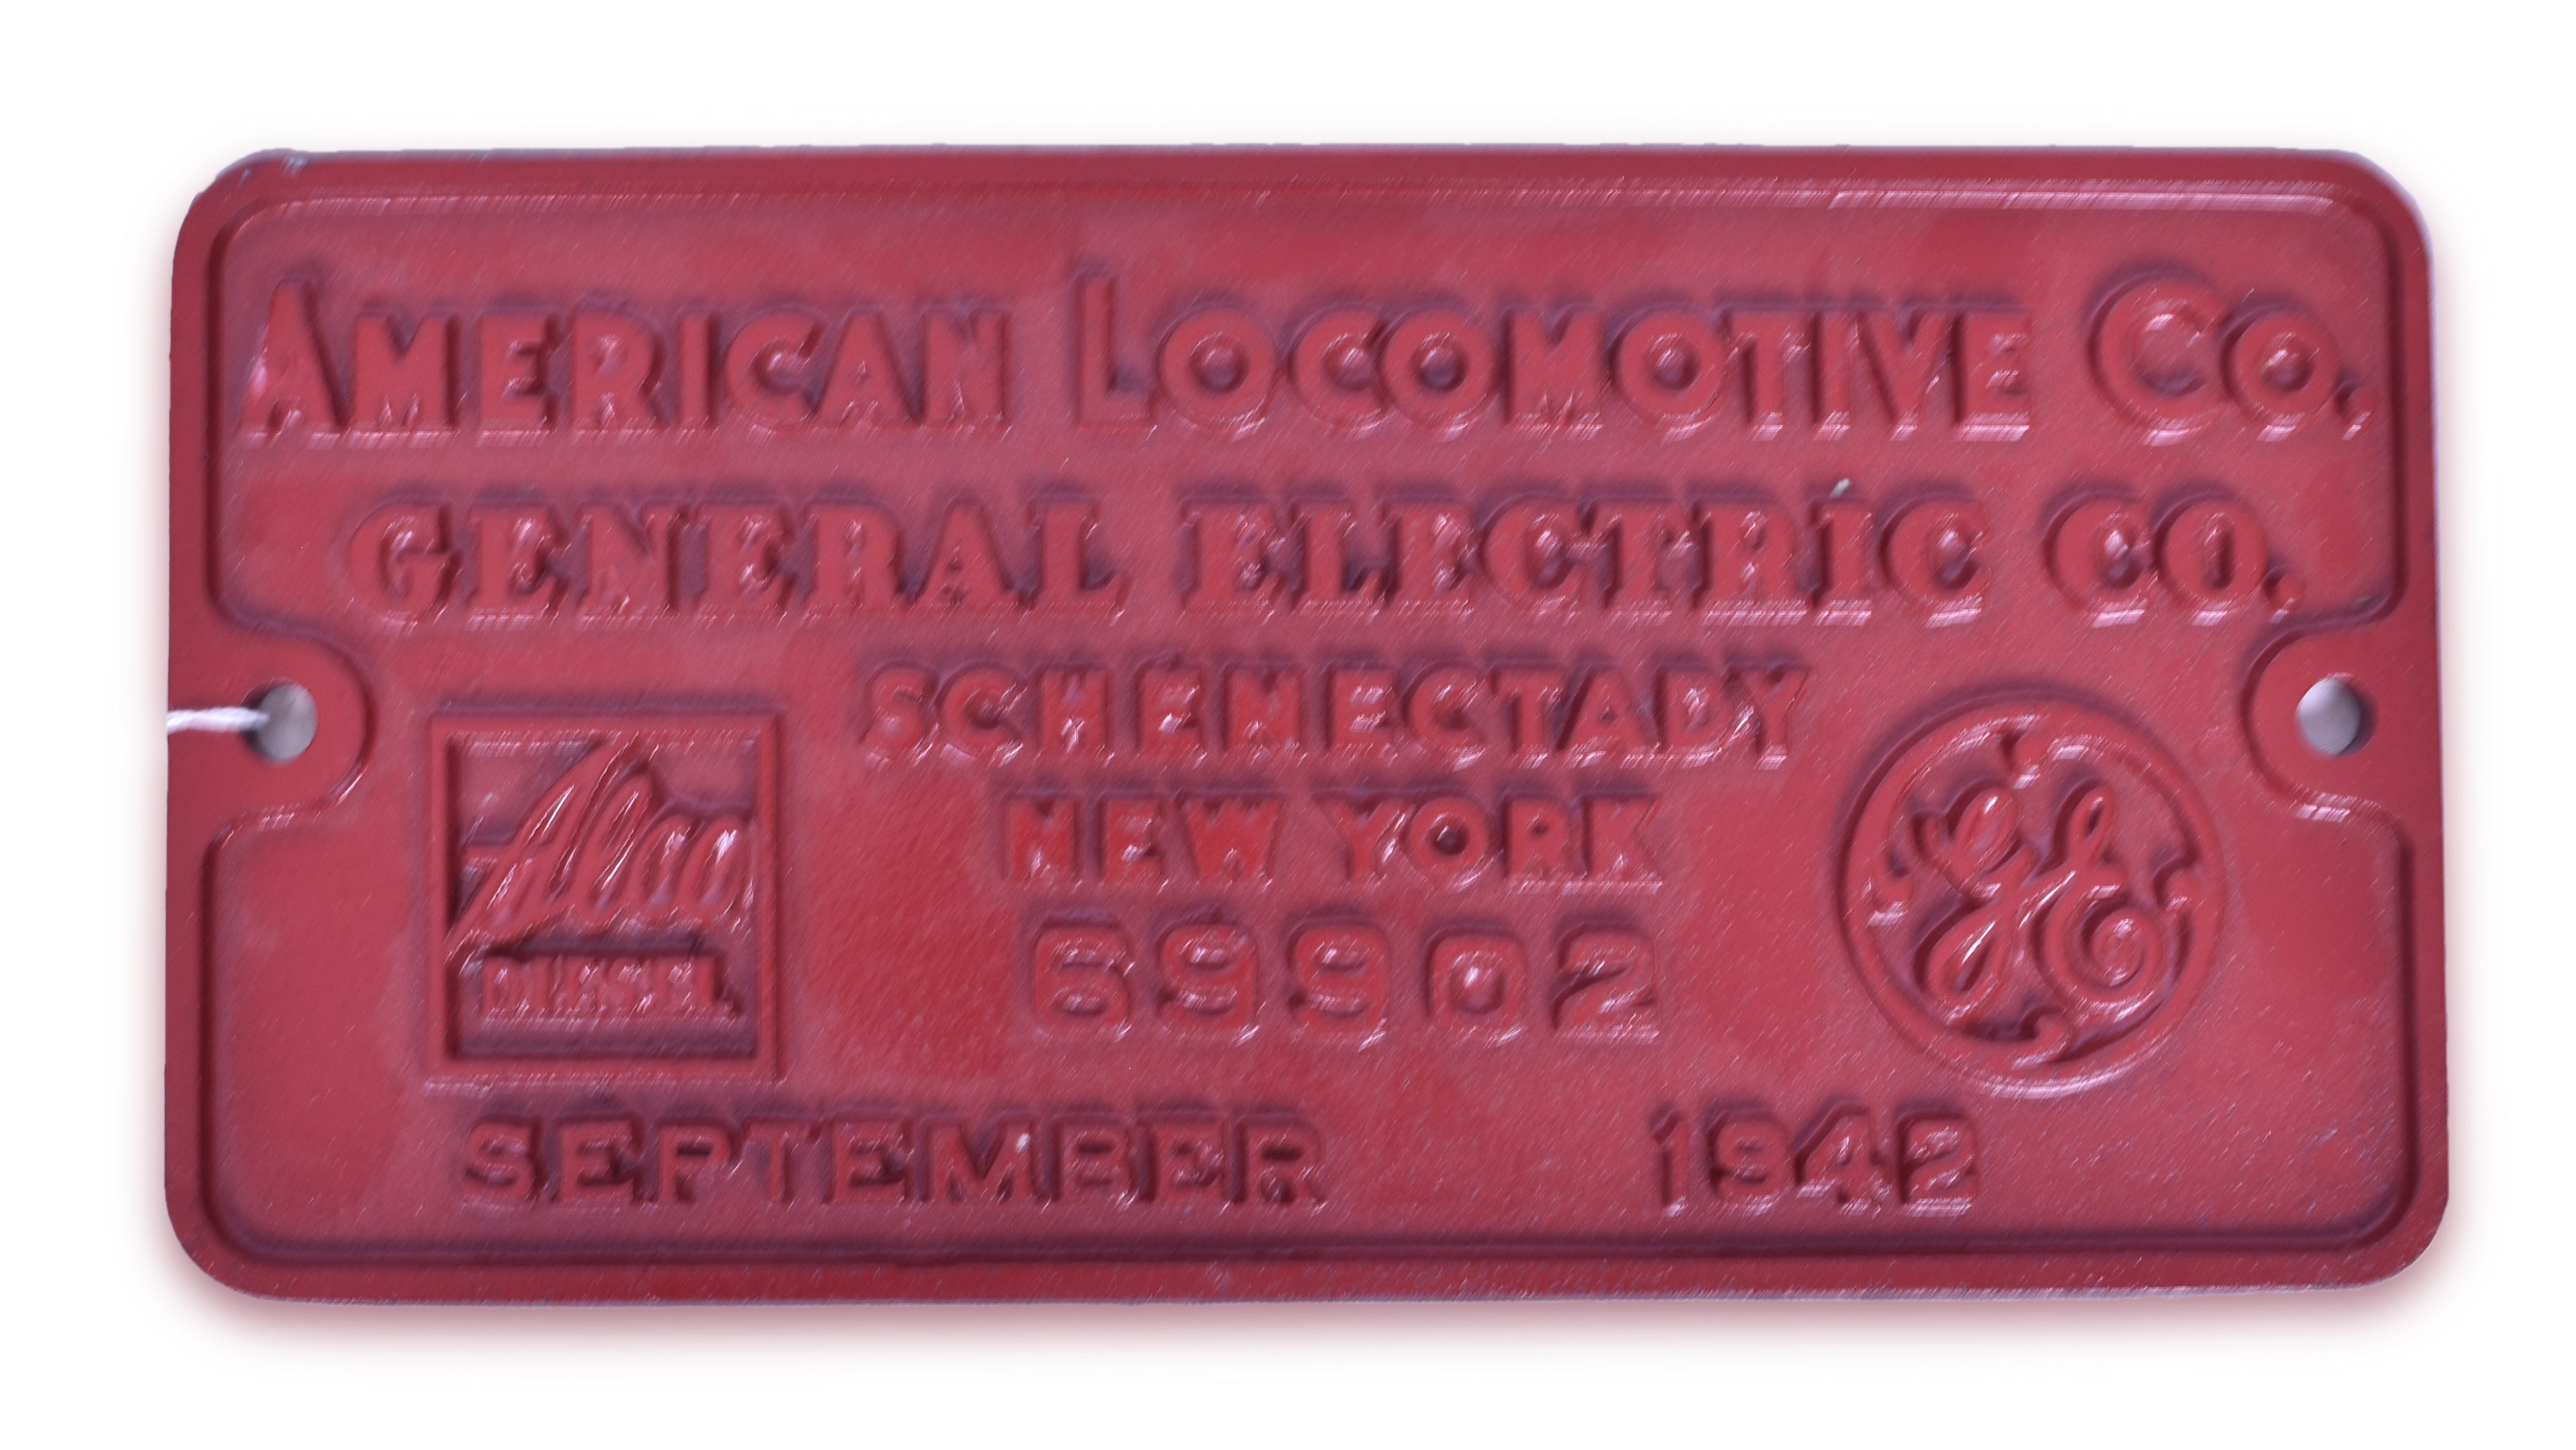 AMERICAN LOCOMOTIVE CO.
GENERAL ELECTRIC CO.
SCHENECTADY
NEW YORK
69902
Alco
DIESEL
GE
SEPTEMBER 1942